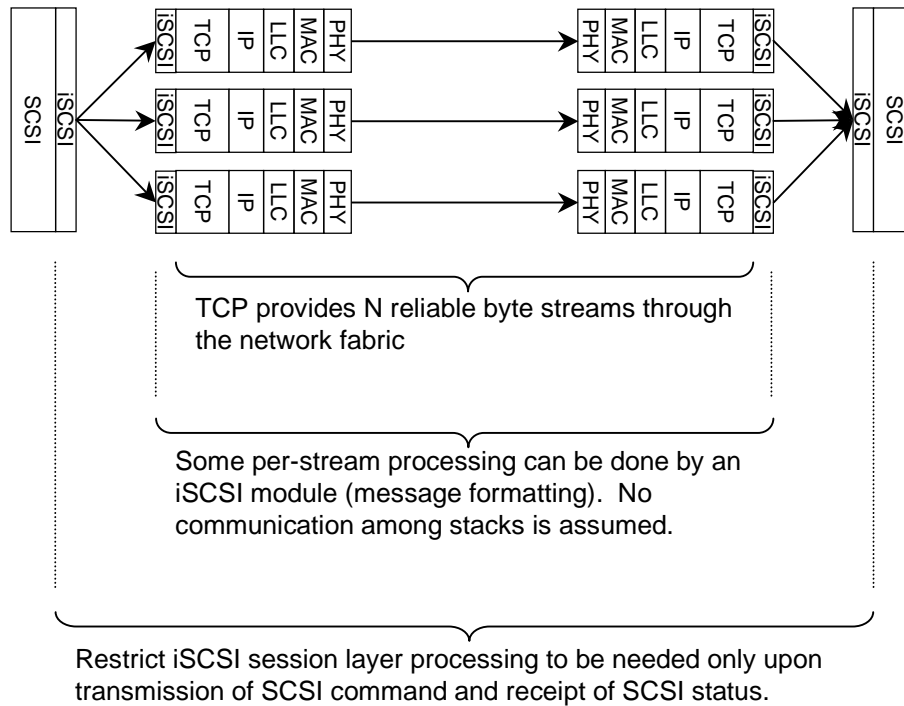 SCSI
iSCSI
iSCSI TCP IP LLC MAC PHY
PHY MAC LLC IP TCP iSCSI
iSCSI TCP IP LLC MAC PHY
PHY MAC LLC IP TCP iSCSI
iSCSI TCP IP LLC MAC PHY
PHY MAC LLC IP TCP iSCSI
iSCSI
SCSI
TCP provides N reliable byte streams through
the network fabric
Some per-stream processing can be done by an
iSCSI module (message formatting).  No
communication among stacks is assumed.
Restrict iSCSI session layer processing to be needed only upon
transmission of SCSI command and receipt of SCSI status.